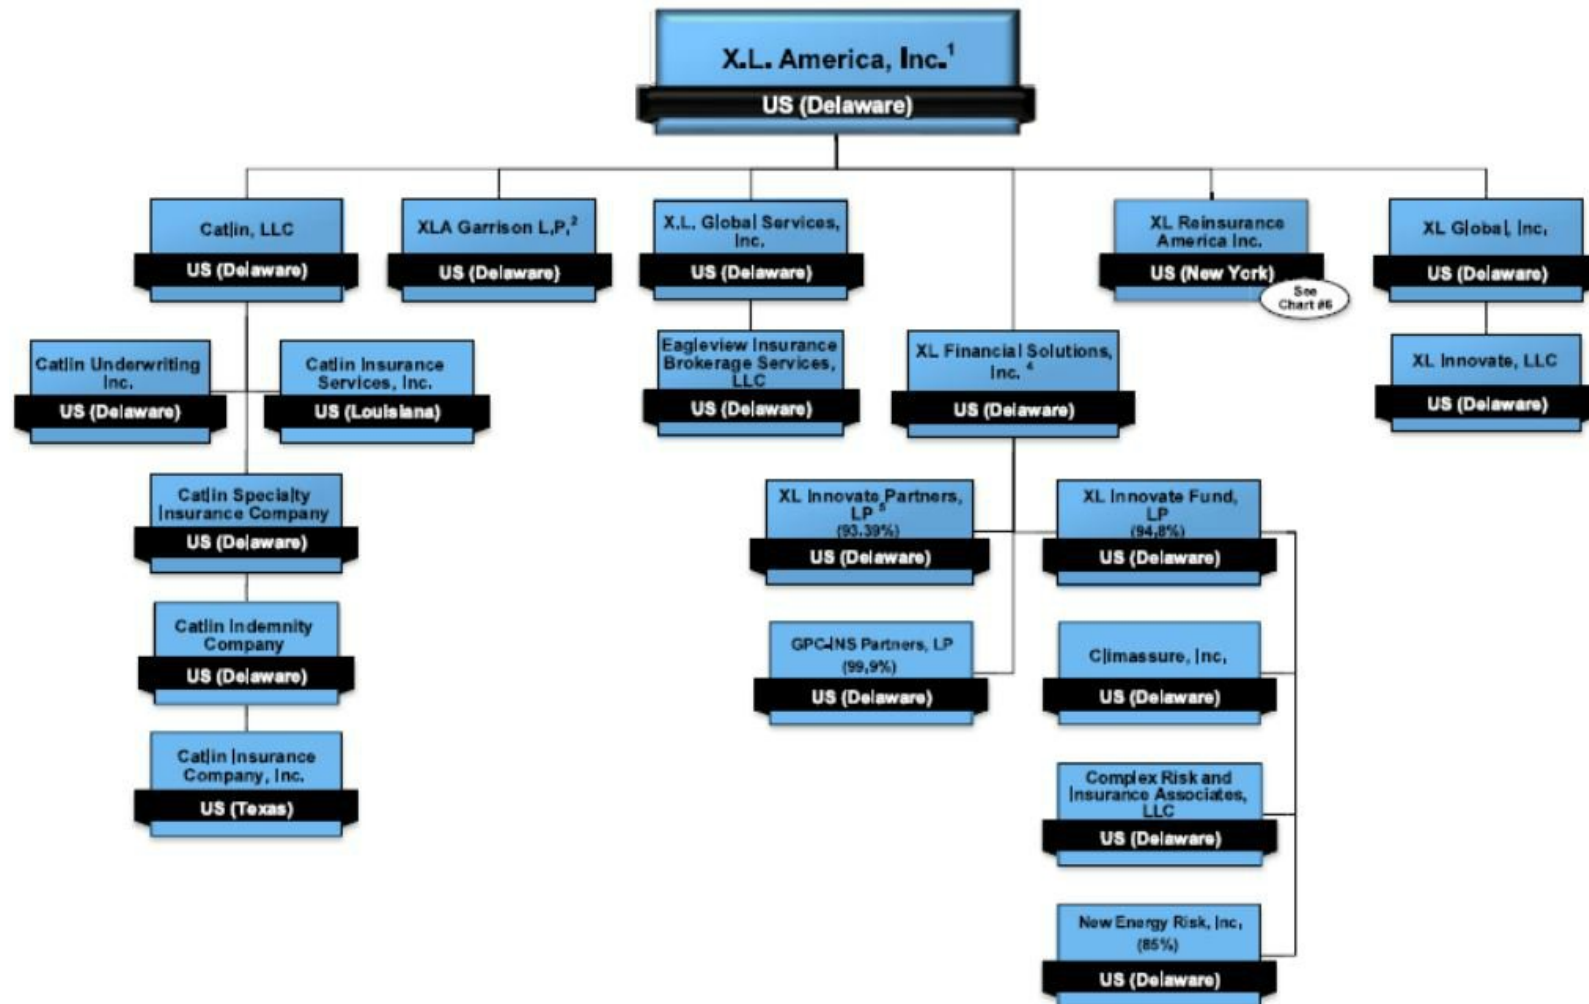 X.L. America, Inc.¹
US (Delaware)
Catlin, LLC
US (Delaware)
XLA Garrison L.P.²
US (Delaware)
X.L. Global Services,
Inc.
US (Delaware)
XL Reinsurance
America Inc.
US (New York)
See
Chart #6
XL Global, Inc.
US (Delaware)
Catlin Underwriting
Inc.
US (Delaware)
Catlin Insurance
Services, Inc.
US (Louisiana)
Eagleview Insurance
Brokerage Services,
LLC
US (Delaware)
XL Financial Solutions,
Inc. ⁴
US (Delaware)
XL Innovate, LLC
US (Delaware)
Catlin Specialty
Insurance Company
US (Delaware)
XL Innovate Partners,
LP ⁵
(93.39%)
US (Delaware)
XL Innovate Fund,
LP
(94.8%)
US (Delaware)
Catlin Indemnity
Company
US (Delaware)
GPC-INS Partners, LP
(99.9%)
US (Delaware)
Climassure, Inc.
US (Delaware)
Catlin Insurance
Company, Inc.
US (Texas)
Complex Risk and
Insurance Associates,
LLC
US (Delaware)
New Energy Risk, Inc.
(85%)
US (Delaware)